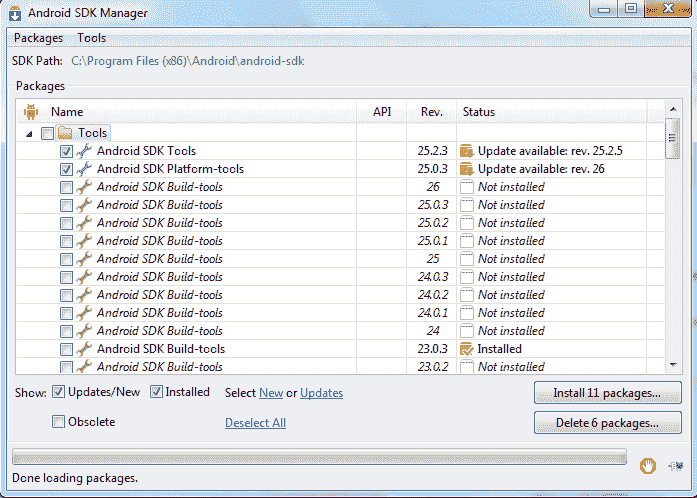 Android SDK Manager
Packages Tools
SDK Path: C:\Program Files (x86)\Android\android-sdk
Packages
Name API Rev. Status
Tools
Android SDK Tools 25.2.3 Update available: rev. 25.2.5
Android SDK Platform-tools 25.0.3 Update available: rev. 26
Android SDK Build-tools 26 Not installed
Android SDK Build-tools 25.0.3 Not installed
Android SDK Build-tools 25.0.2 Not installed
Android SDK Build-tools 25.0.1 Not installed
Android SDK Build-tools 25 Not installed
Android SDK Build-tools 24.0.3 Not installed
Android SDK Build-tools 24.0.2 Not installed
Android SDK Build-tools 24.0.1 Not installed
Android SDK Build-tools 24 Not installed
Android SDK Build-tools 23.0.3 Installed
Android SDK Build-tools 23.0.2 Not installed
Show: Updates/New Installed Select New or Updates Install 11 packages...
Obsolete Deselect All Delete 6 packages...
Done loading packages.